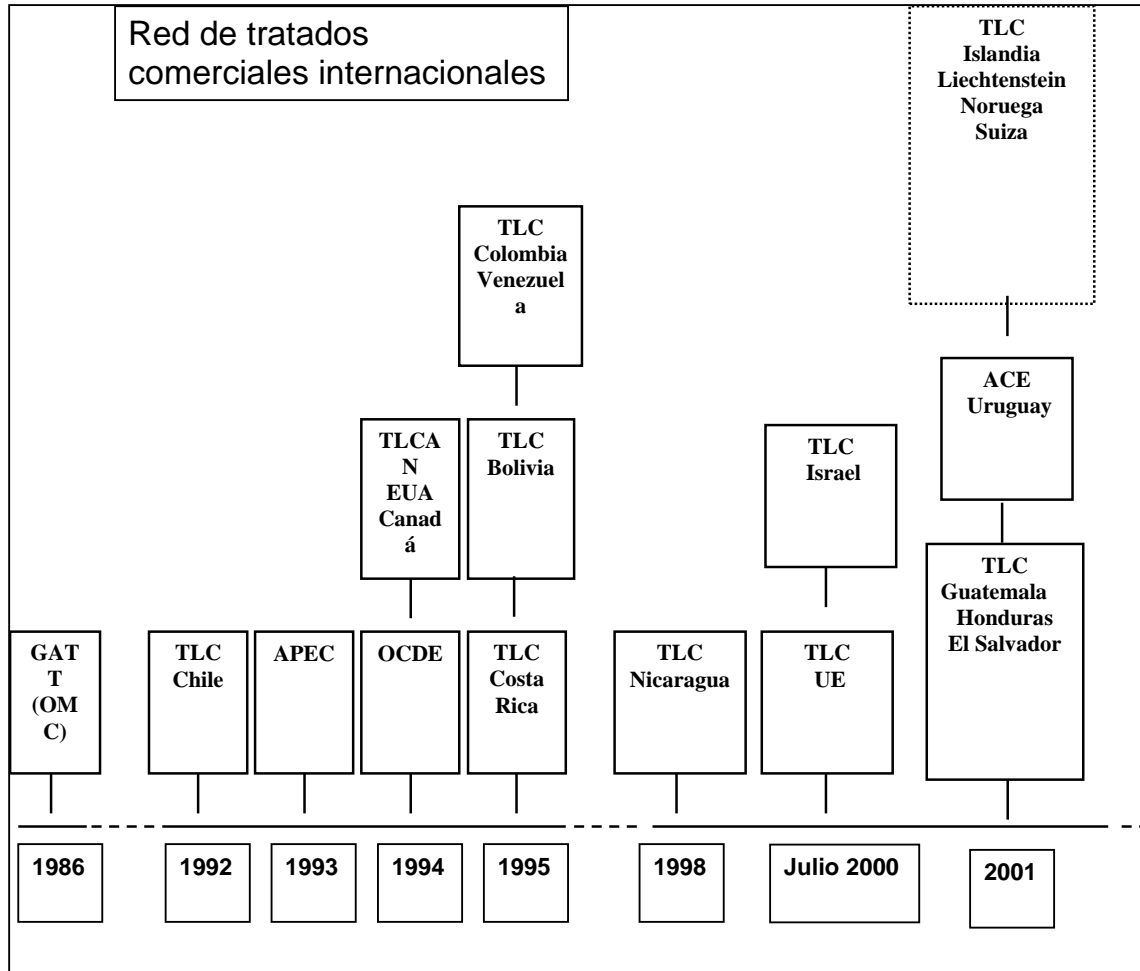 Red de tratados
comerciales internacionales
TLC
Islandia
Liechtenstein
Noruega
Suiza
TLC
Colombia
Venezuel
a
ACE
Uruguay
TLCA
N
EUA
Canad
á
TLC
Bolivia
TLC
Israel
TLC
Guatemala
Honduras
El Salvador
GAT
T
(OM
C)
TLC
Chile
APEC
OCDE
TLC
Costa
Rica
TLC
Nicaragua
TLC
UE
1986
1992
1993
1994
1995
1998
Julio 2000
2001